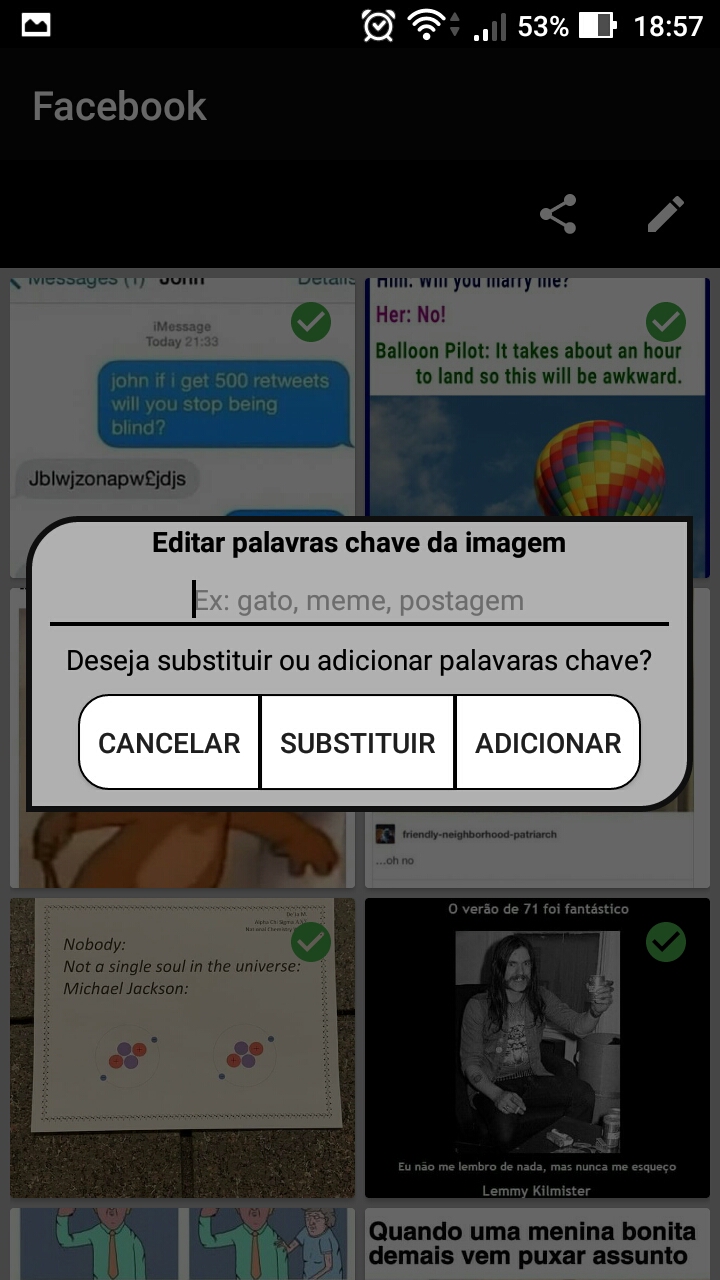 53% 18:57
Facebook
Messages (1) John Details
iMessage
Today 21:33
john if i get 500 retweets
will you stop being
blind?
Jblwjzonapw£jdjs
Him: Will you marry me?
Her: No!
Balloon Pilot: It takes about an hour
to land so this will be awkward.
Editar palavras chave da imagem
Ex: gato, meme, postagem
Deseja substituir ou adicionar palavaras chave?
CANCELAR SUBSTITUIR ADICIONAR
friendly-neighborhood-patriarch
...oh no
Nobody:
Not a single soul in the universe:
Michael Jackson:
O verão de 71 foi fantástico
Eu não me lembro de nada, mas nunca me esqueço
Lemmy Kilmister
Quando uma menina bonita
demais vem puxar assunto